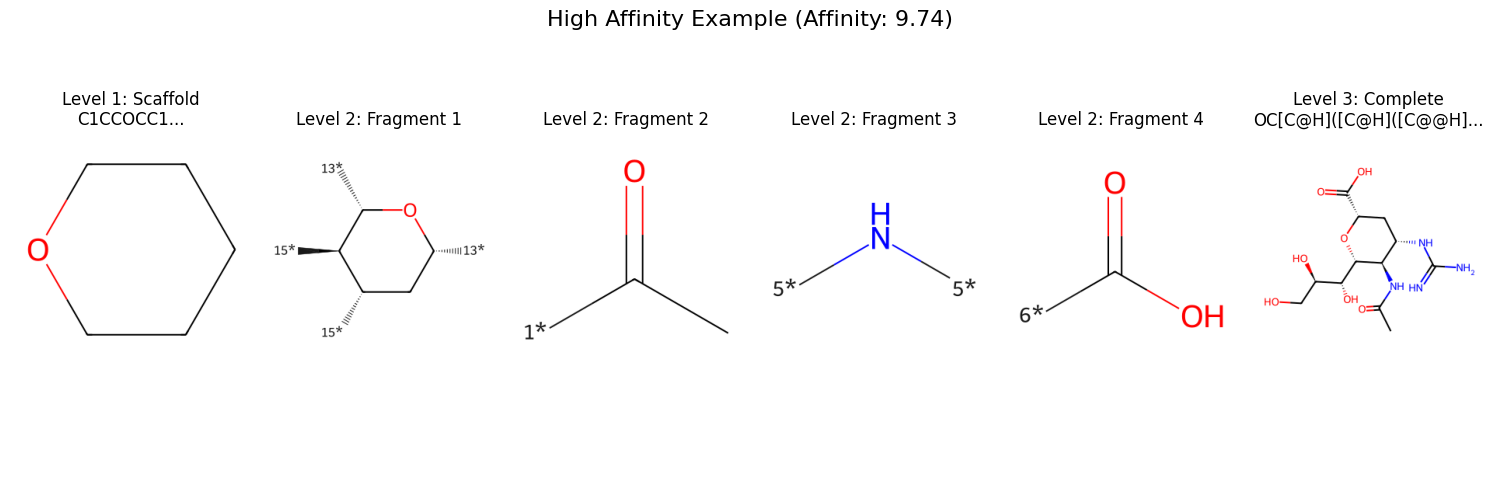 High Affinity Example (Affinity: 9.74)
Level 1: Scaffold
C1CCOCC1...
Level 2: Fragment 1
Level 2: Fragment 2
Level 2: Fragment 3
Level 2: Fragment 4
Level 3: Complete
OC[C@H]([C@H]([C@@H]...
O
13*
O
15*
13*
15*
O
1*
H
N
5*
5*
O
6*
OH
OH
O
O
NH
HO
NH2
NH
HN
HO
OH
O